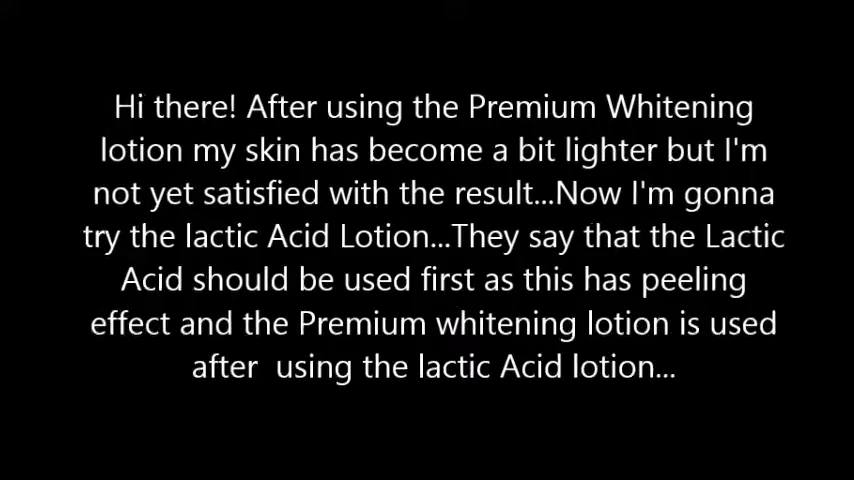 Hi there! After using the Premium Whitening
lotion my skin has become a bit lighter but I'm
not yet satisfied with the result...Now I'm gonna
try the lactic Acid Lotion...They say that the Lactic
Acid should be used first as this has peeling
effect and the Premium whitening lotion is used
after  using the lactic Acid lotion...